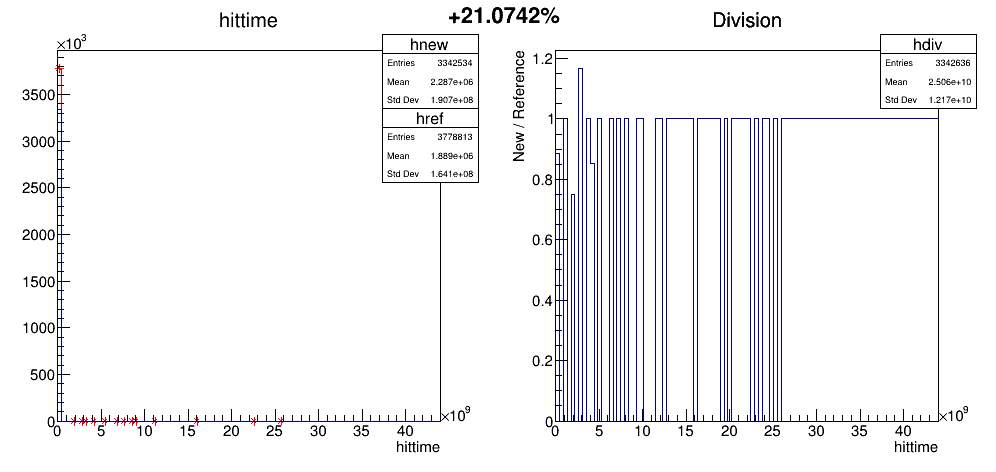 +21.0742%
hittime
×10³
3500
3000
2500
2000
1500
1000
500
0
0 5 10 15 20 25 30 35 40
×10⁹
hittime
hnew
Entries 3342534
Mean 2.287e+06
Std Dev 1.907e+08
href
Entries 3778813
Mean 1.889e+06
Std Dev 1.641e+08
Division
New / Reference
1.2
1
0.8
0.6
0.4
0.2
0
0 5 10 15 20 25 30 35 40
×10⁹
hittime
hdiv
Entries 3342636
Mean 2.506e+10
Std Dev 1.217e+10